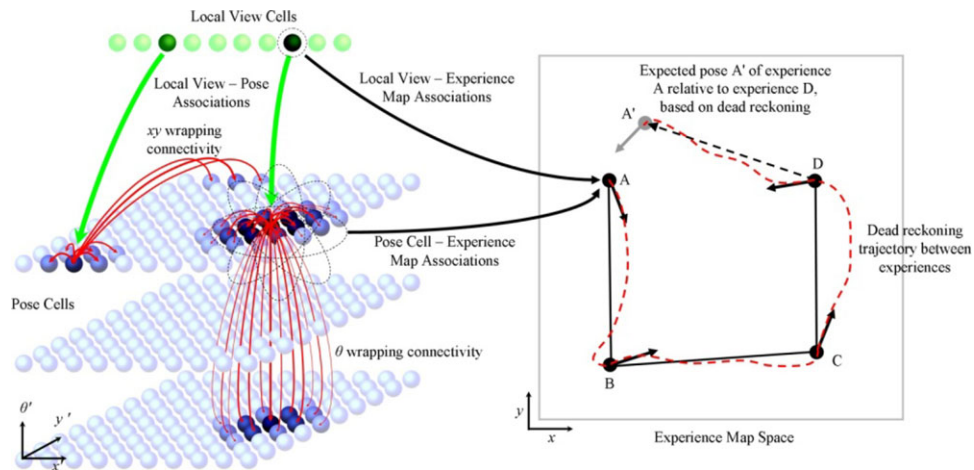 Local View Cells
Local View – Pose
Associations
Local View – Experience
Map Associations
xy wrapping
connectivity
Pose Cell – Experience
Map Associations
Pose Cells
θ wrapping connectivity
θ'
y'
x'
Expected pose A' of experience
A relative to experience D,
based on dead reckoning
A'
A
D
Dead reckoning
trajectory between
experiences
B
C
y
x
Experience Map Space